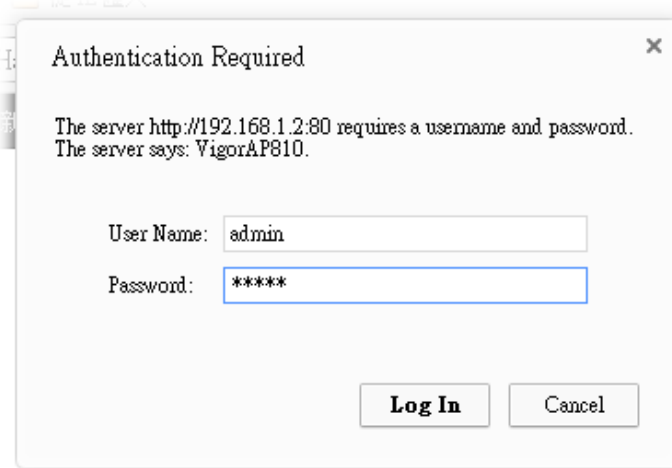 Authentication Required
The server http://192.168.1.2:80 requires a username and password.
The server says: VigorAP810.
User Name: admin
Password: *****
Log In Cancel